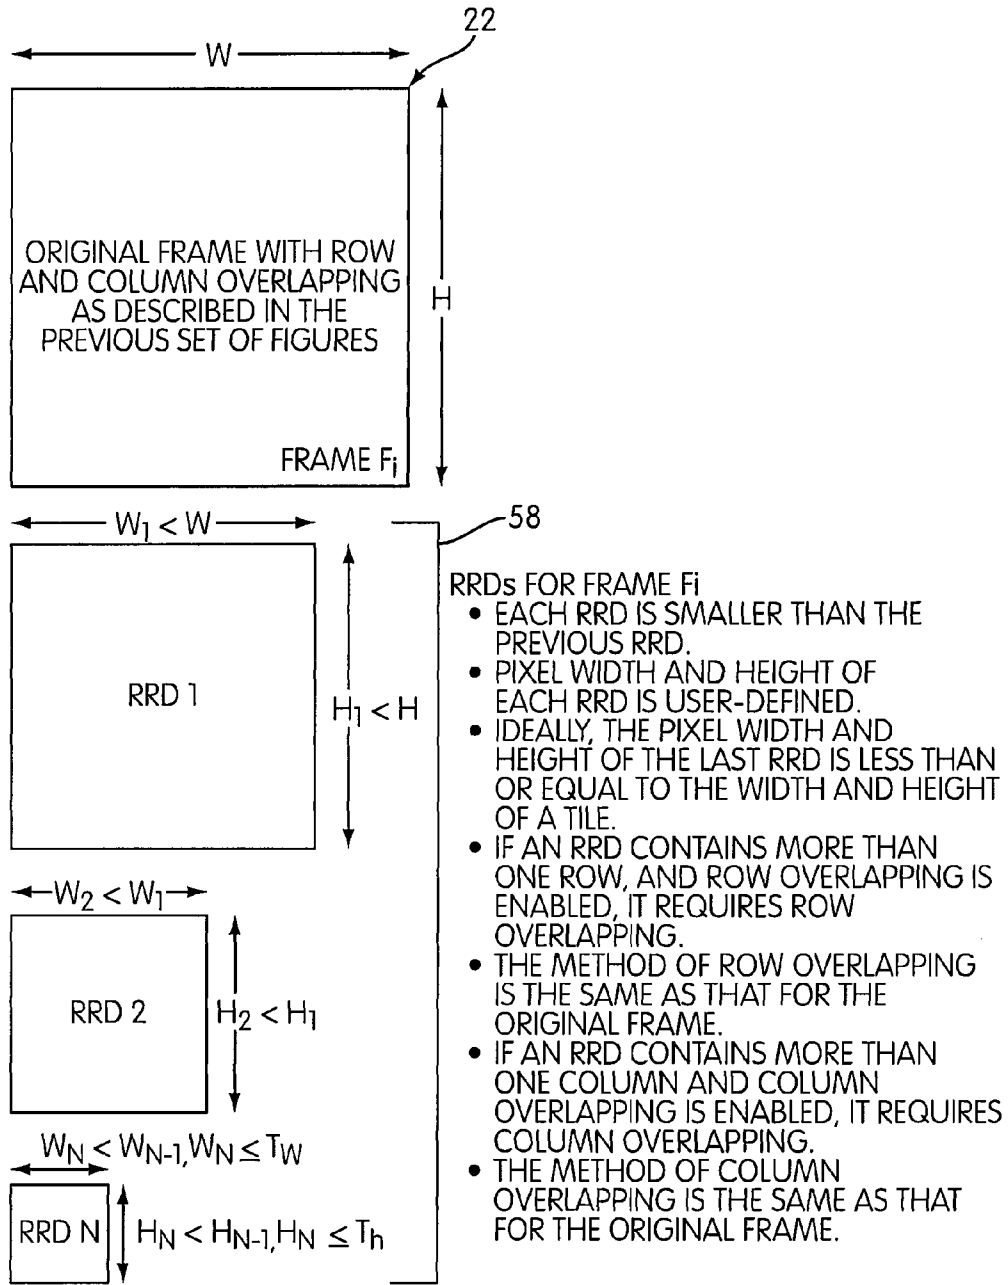 22
W
ORIGINAL FRAME WITH ROW
AND COLUMN OVERLAPPING
AS DESCRIBED IN THE
PREVIOUS SET OF FIGURES
H
FRAME Fi
W1 < W
58
RRD 1
H1 < H
RRDs FOR FRAME Fi
• EACH RRD IS SMALLER THAN THE
PREVIOUS RRD.
• PIXEL WIDTH AND HEIGHT OF
EACH RRD IS USER-DEFINED.
• IDEALLY, THE PIXEL WIDTH AND
HEIGHT OF THE LAST RRD IS LESS THAN
OR EQUAL TO THE WIDTH AND HEIGHT
OF A TILE.
• IF AN RRD CONTAINS MORE THAN
ONE ROW, AND ROW OVERLAPPING IS
ENABLED, IT REQUIRES ROW
OVERLAPPING.
• THE METHOD OF ROW OVERLAPPING
IS THE SAME AS THAT FOR THE
ORIGINAL FRAME.
• IF AN RRD CONTAINS MORE THAN
ONE COLUMN AND COLUMN
OVERLAPPING IS ENABLED, IT REQUIRES
COLUMN OVERLAPPING.
• THE METHOD OF COLUMN
OVERLAPPING IS THE SAME AS THAT
FOR THE ORIGINAL FRAME.
W2 < W1
RRD 2
H2 < H1
WN < WN-1, WN ≤ TW
RRD N
HN < HN-1, HN ≤ Th